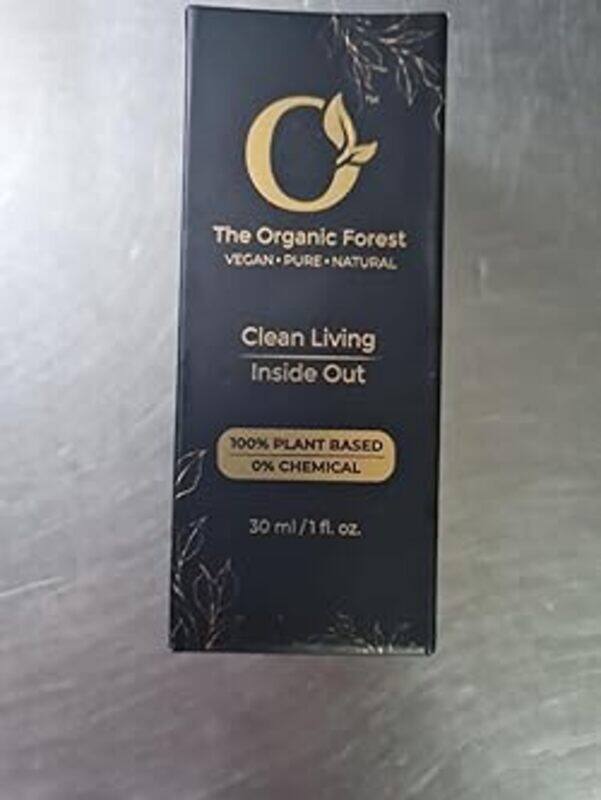 TM
The Organic Forest
VEGAN • PURE • NATURAL
Clean Living
Inside Out
100% PLANT BASED
0% CHEMICAL
30 ml / 1 fl. oz.